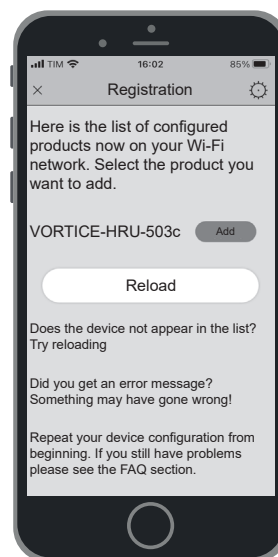 TIM 16:02 85%
× Registration
Here is the list of configured
products now on your Wi-Fi
network. Select the product you
want to add.
VORTICE-HRU-503c Add
Reload
Does the device not appear in the list?
Try reloading
Did you get an error message?
Something may have gone wrong!
Repeat your device configuration from
beginning. If you still have problems
please see the FAQ section.